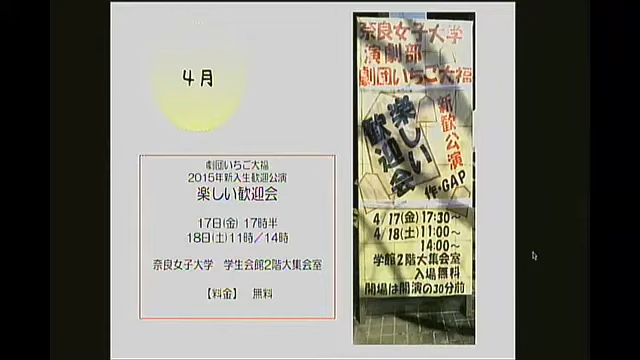 4月
劇団いちご大福
2015年新入生歓迎公演
楽しい歓迎会
17日(金) 17時半
18日(土)11時/14時
奈良女子大学 学生会館2階大集会室
【料金】 無料
奈良女子大学
演劇部
劇団いちご大福
新歓公演
楽しい
歓迎会
作・GAP
4/17(金) 17:30～
4/18(土) 11:00～
14:00～
学館2階大集会室
入場無料
開場は開演の30分前